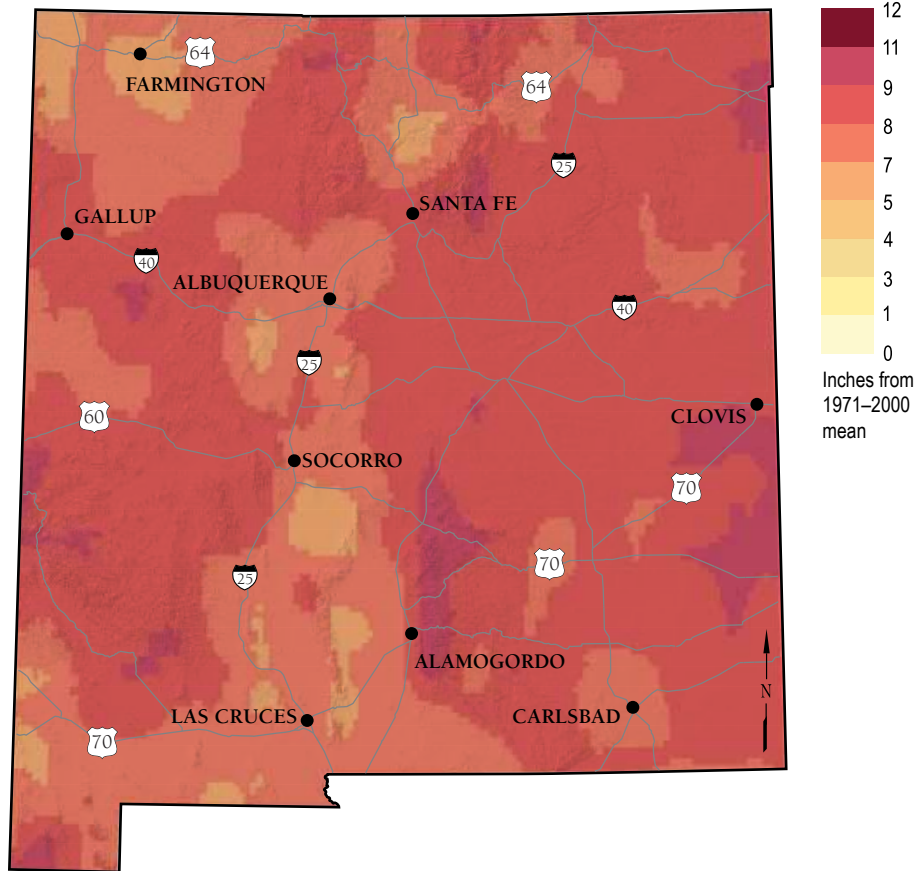 64
FARMINGTON
64
25
SANTA FE
GALLUP
40
ALBUQUERQUE
40
25
60
CLOVIS
SOCORRO
70
70
25
ALAMOGORDO
N
LAS CRUCES
CARLSBAD
70
12
11
9
8
7
5
4
3
1
0
Inches from
1971–2000
mean